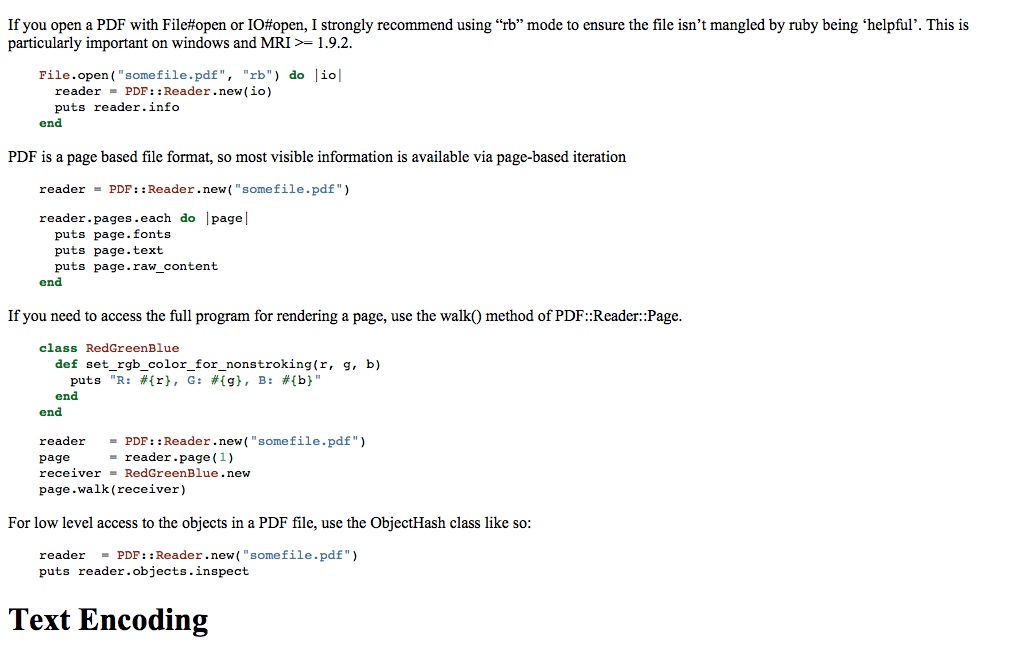 If you open a PDF with File#open or IO#open, I strongly recommend using “rb” mode to ensure the file isn’t mangled by ruby being ‘helpful’. This is
particularly important on windows and MRI >= 1.9.2.
File.open("somefile.pdf", "rb") do |io|
  reader = PDF::Reader.new(io)
  puts reader.info
end
PDF is a page based file format, so most visible information is available via page-based iteration
reader = PDF::Reader.new("somefile.pdf")
reader.pages.each do |page|
  puts page.fonts
  puts page.text
  puts page.raw_content
end
If you need to access the full program for rendering a page, use the walk() method of PDF::Reader::Page.
class RedGreenBlue
  def set_rgb_color_for_nonstroking(r, g, b)
    puts "R: #{r}, G: #{g}, B: #{b}"
  end
end
reader   = PDF::Reader.new("somefile.pdf")
page     = reader.page(1)
receiver = RedGreenBlue.new
page.walk(receiver)
For low level access to the objects in a PDF file, use the ObjectHash class like so:
reader  = PDF::Reader.new("somefile.pdf")
puts reader.objects.inspect
Text Encoding